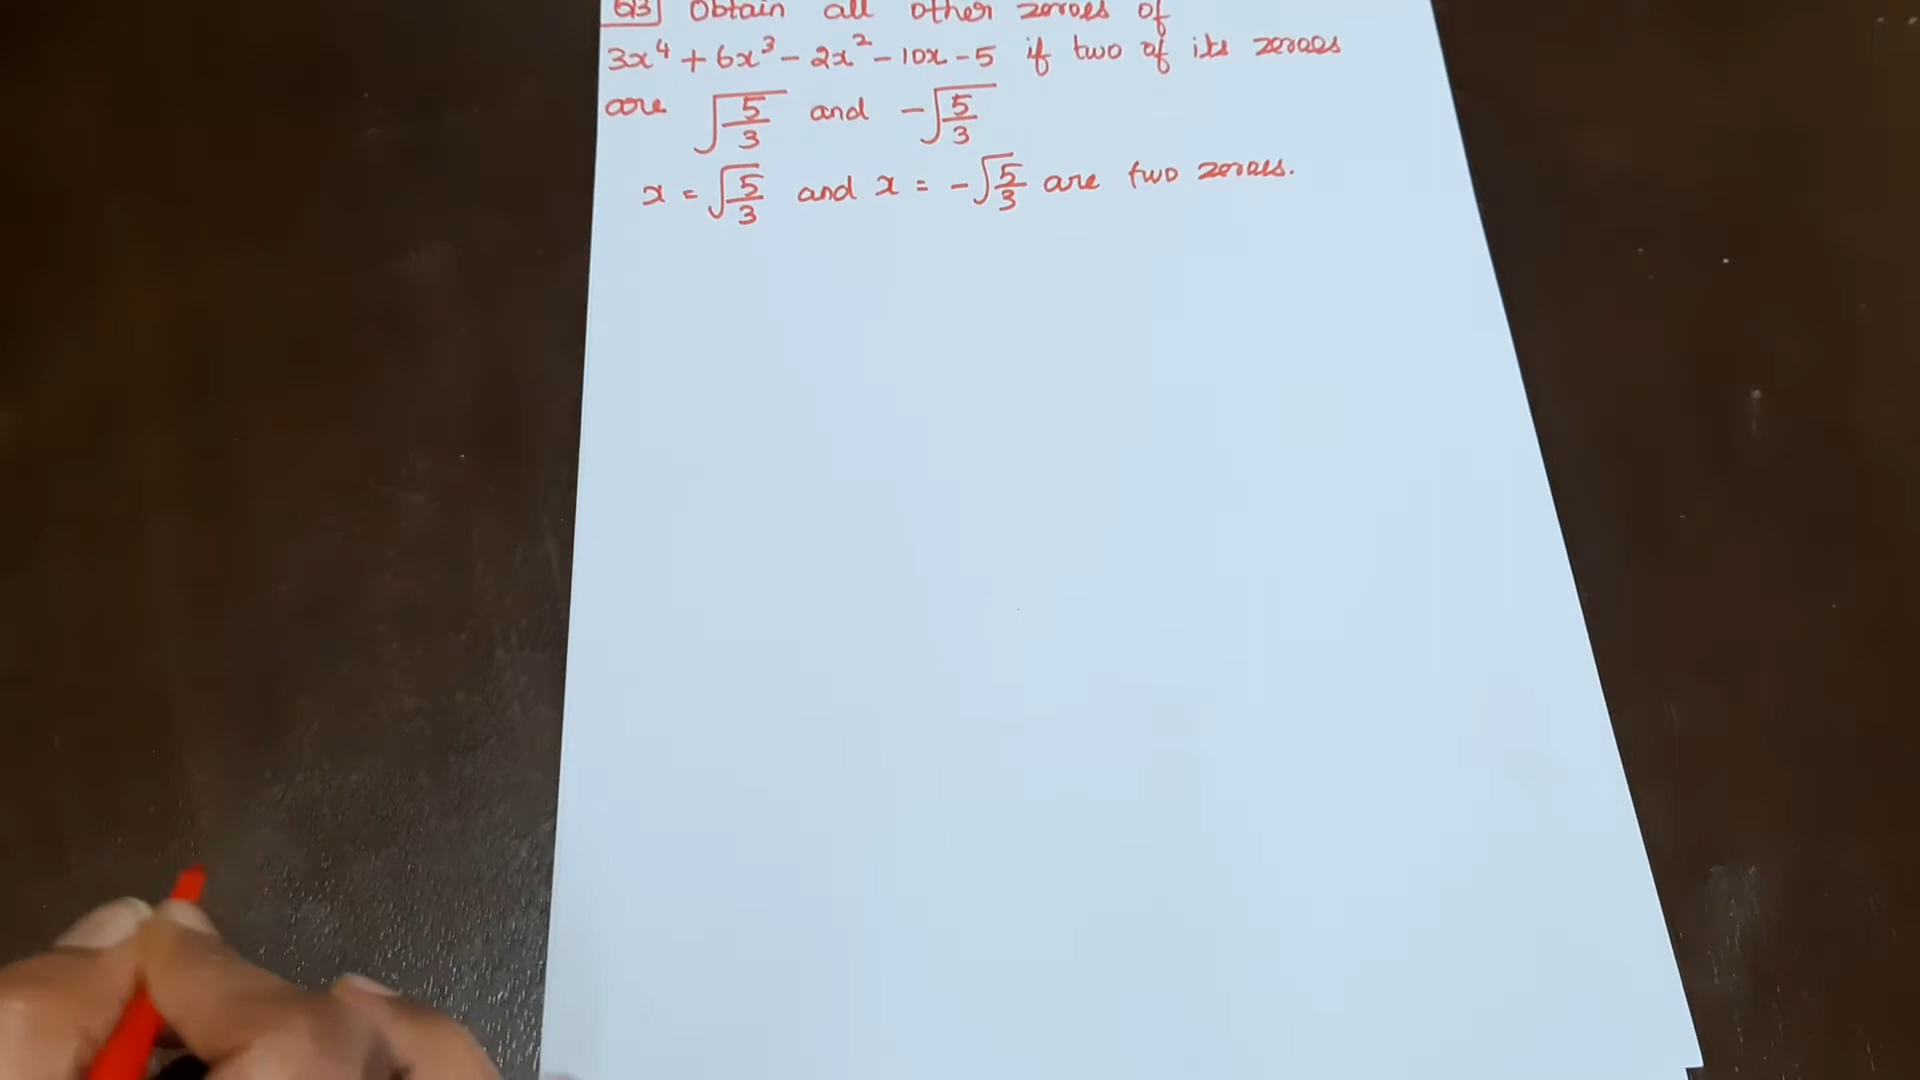 Q3] Obtain all other zeroes of
3x⁴ + 6x³ - 2x² - 10x - 5 if two of its zeroes
are √5/3 and -√5/3
x = √5/3 and x = -√5/3 are two zeroes.